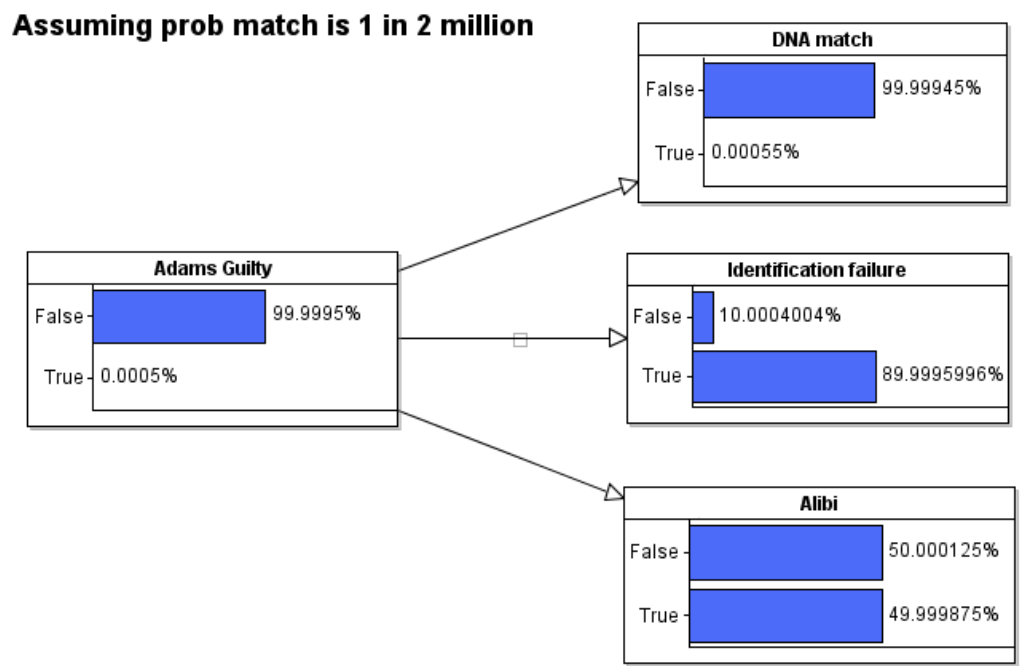 Assuming prob match is 1 in 2 million
DNA match
False 99.99945%
True 0.00055%
Adams Guilty
False 99.9995%
True 0.0005%
Identification failure
False 10.0004004%
True 89.9995996%
Alibi
False 50.000125%
True 49.999875%